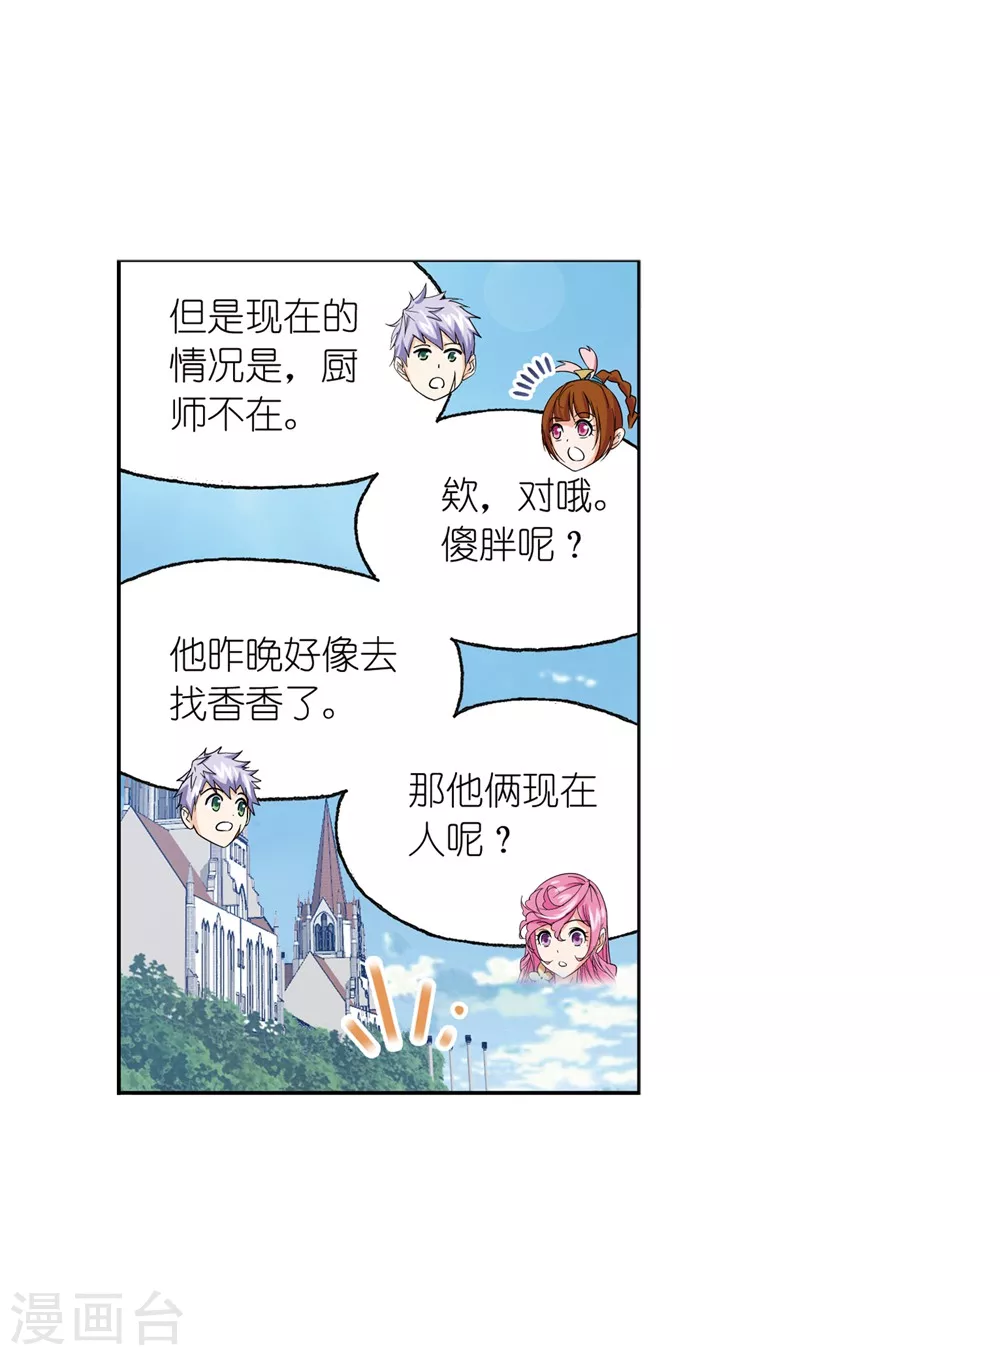 但是现在的
情况是，厨
师不在。
欸，对哦。
傻胖呢？
他昨晚好像去
找香香了。
那他俩现在
人呢？
漫画台